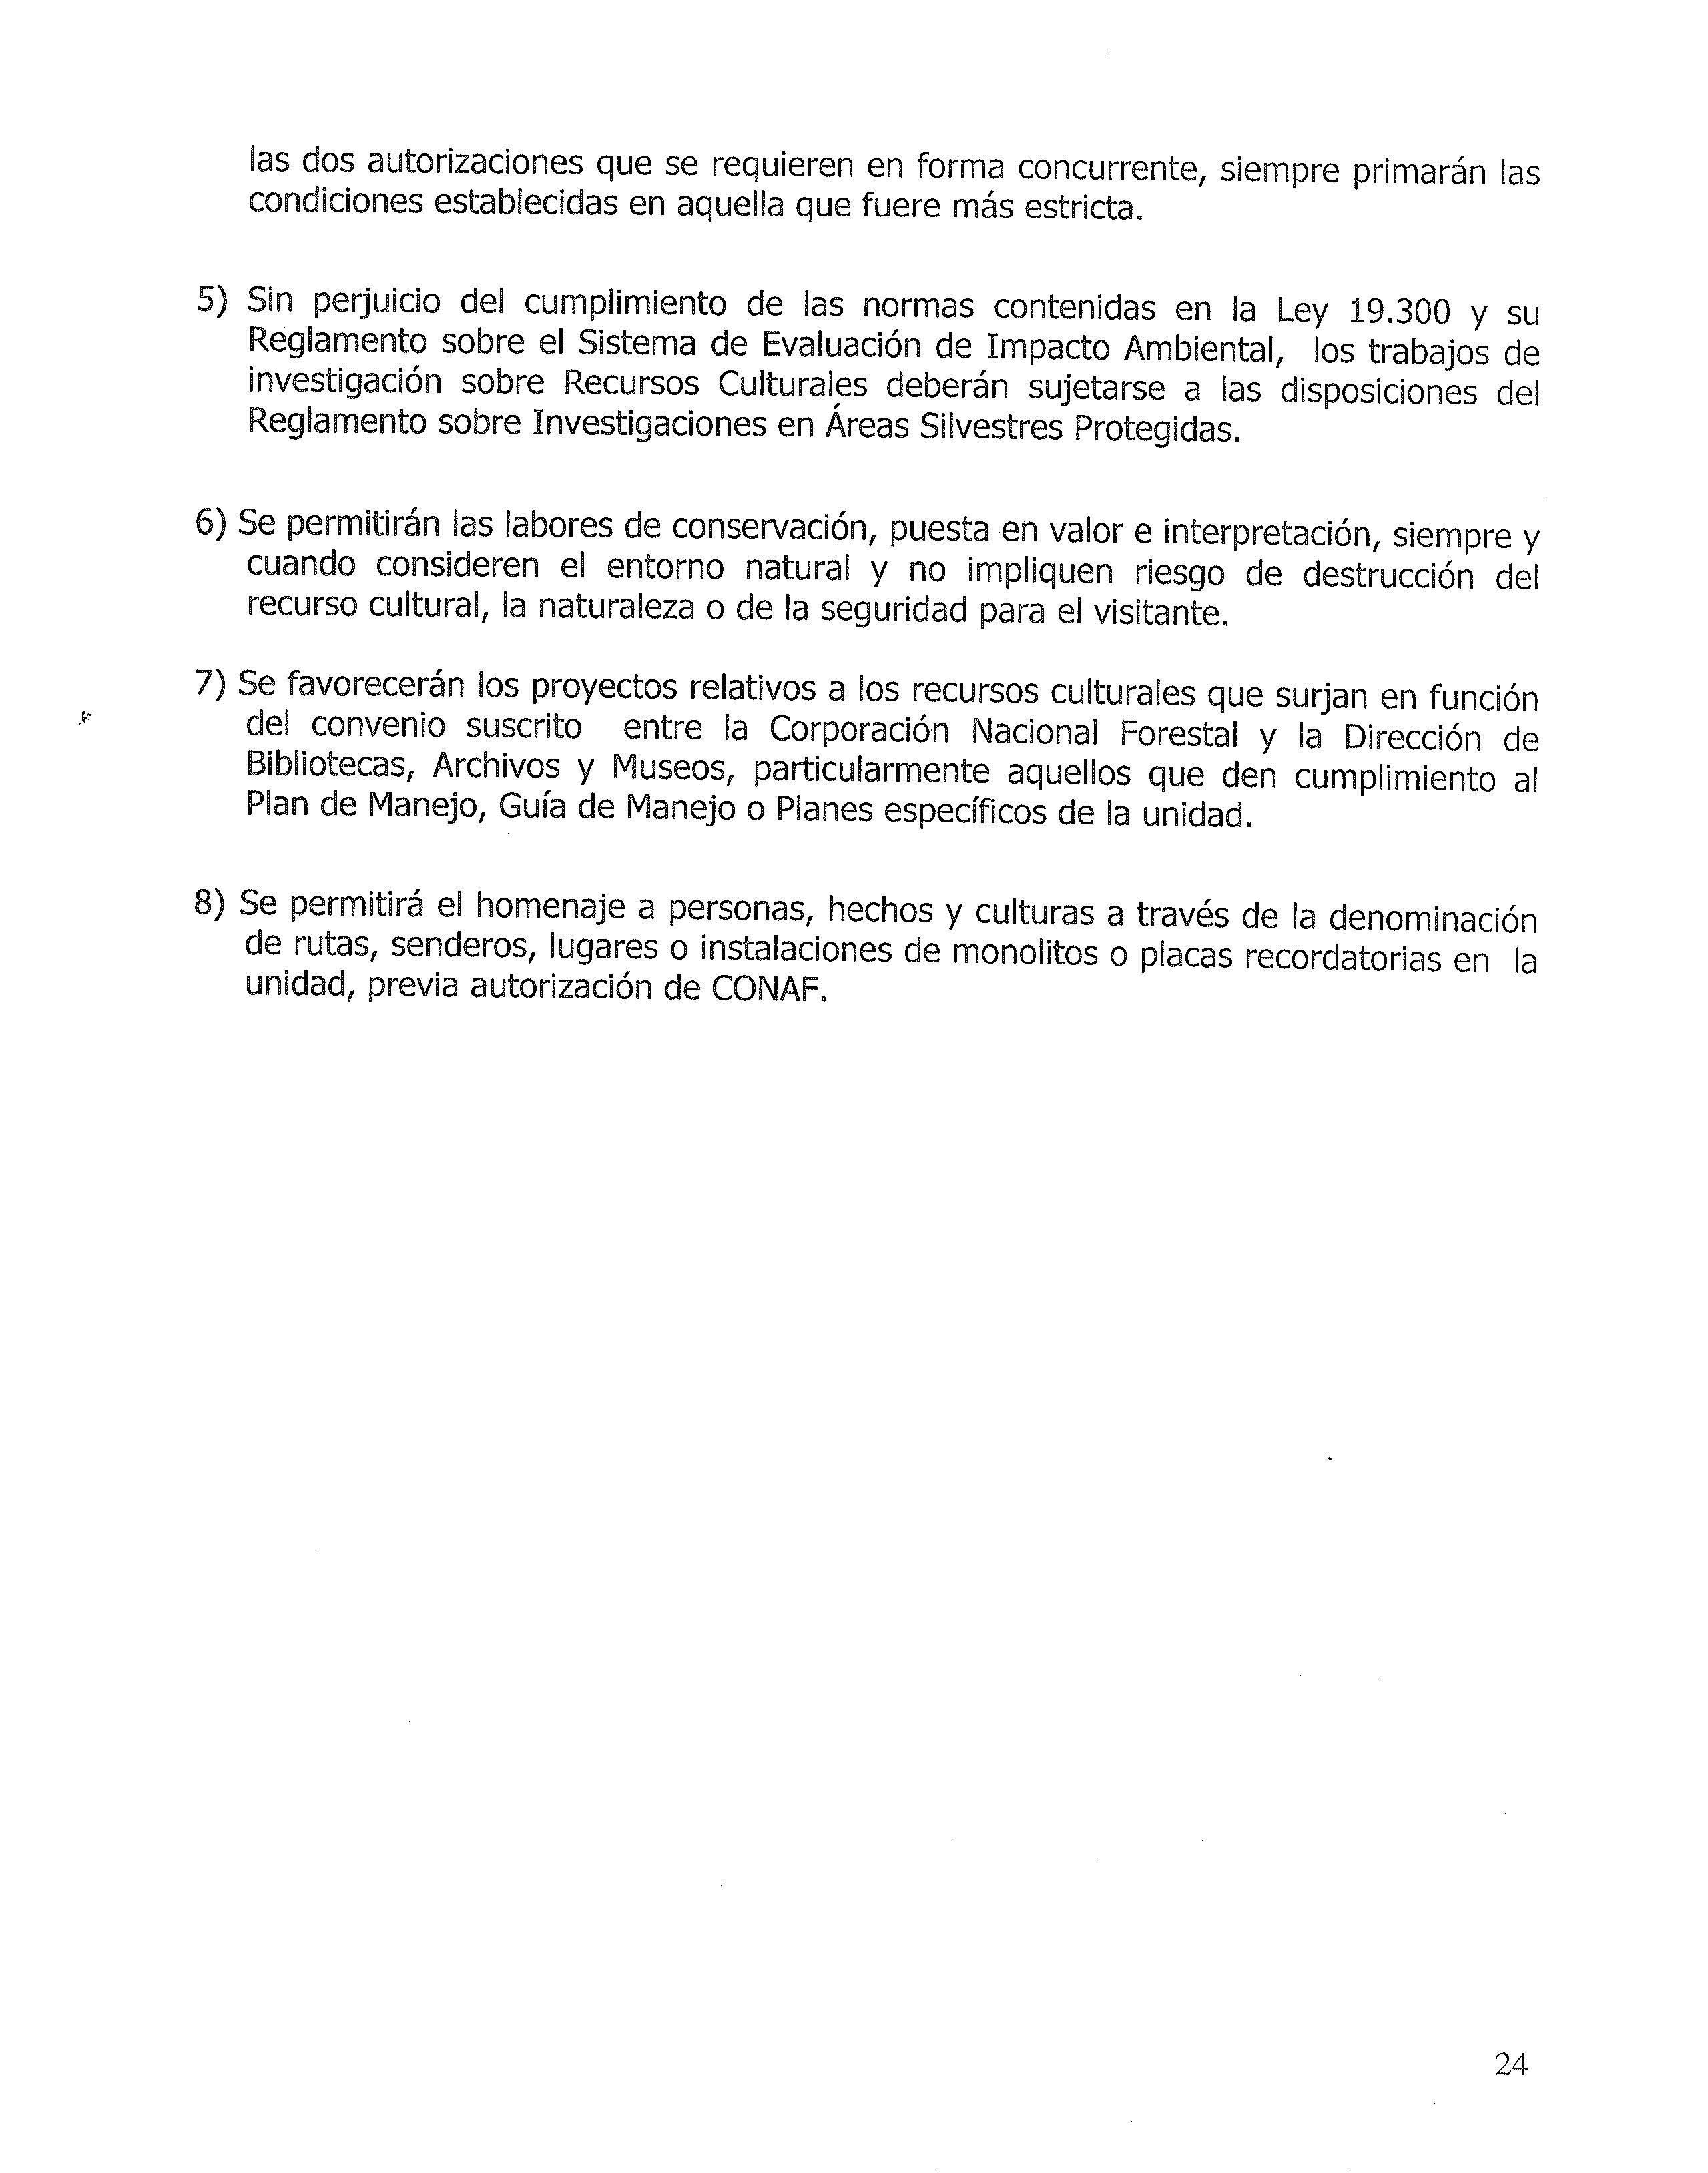 las dos autorizaciones que se requieren en forma concurrente, siempre primarán las
condiciones establecidas en aquella que fuere más estricta.
5) Sin perjuicio del cumplimiento de las normas contenidas en la Ley 19.300 y su
Reglamento sobre el Sistema de Evaluación de Impacto Ambiental, los trabajos de
investigación sobre Recursos Culturales deberán sujetarse a las disposiciones del
Reglamento sobre Investigaciones en Áreas Silvestres Protegidas.
6) Se permitirán las labores de conservación, puesta en valor e interpretación, siempre y
cuando consideren el entorno natural y no impliquen riesgo de destrucción del
recurso cultural, la naturaleza o de la seguridad para el visitante.
7) Se favorecerán los proyectos relativos a los recursos culturales que surjan en función
del convenio suscrito entre la Corporación Nacional Forestal y la Dirección de
Bibliotecas, Archivos y Museos, particularmente aquellos que den cumplimiento al
Plan de Manejo, Guía de Manejo o Planes específicos de la unidad.
8) Se permitirá el homenaje a personas, hechos y culturas a través de la denominación
de rutas, senderos, lugares o instalaciones de monolitos o placas recordatorias en la
unidad, previa autorización de CONAF.
24